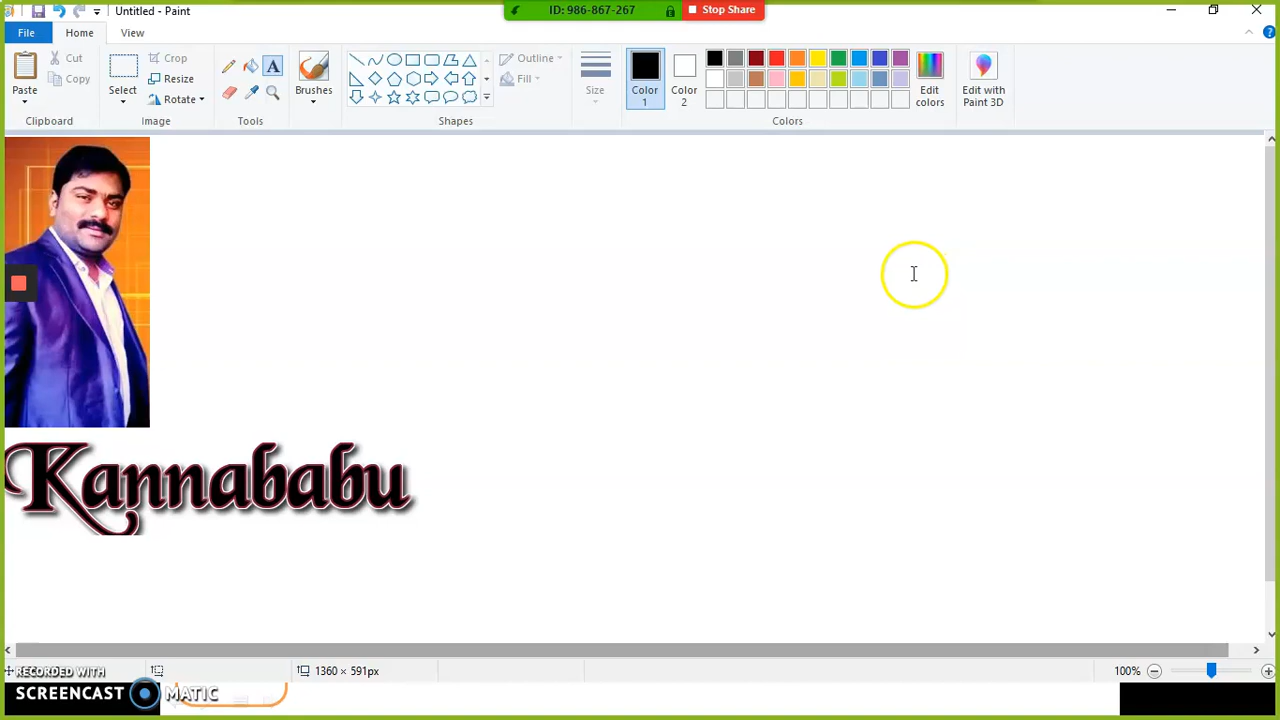 Untitled - Paint
ID: 986-867-267
Stop Share
File Home View
Paste
Cut
Copy
Clipboard
Select
Crop
Resize
Rotate
Image
A
Tools
Brushes
Shapes
Outline
Fill
Size
Color
1
Color
2
Edit
colors
Colors
Edit with
Paint 3D
Kannababu
1360 × 591px
100%
RECORDED WITH
SCREENCAST MATIC